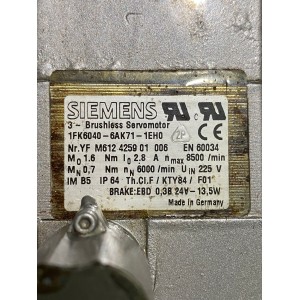 SIEMENS
3~ Brushless Servomotor
1FK6040-6AK71-1EH0
Nr.YF M612 4259 01 006 EN 60034
M0 1.6 Nm I0 2,8 A nmax 8500 /min
MN 0,7 Nm nN 6000 /min UIN 225 V
IM B5 IP 64 Th.Cl.F / KTY84 / F01
BRAKE:EBD 0,3B 24V- 13,5W
Made in Germany